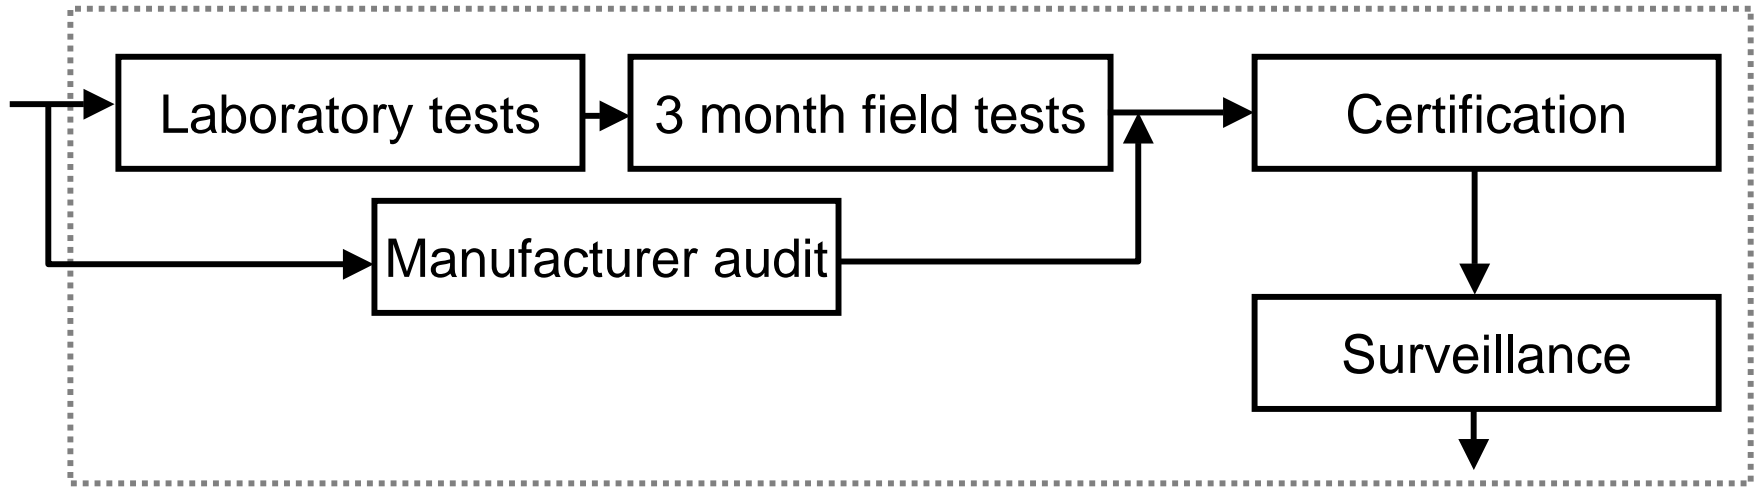 Laboratory tests
3 month field tests
Certification
Manufacturer audit
Surveillance